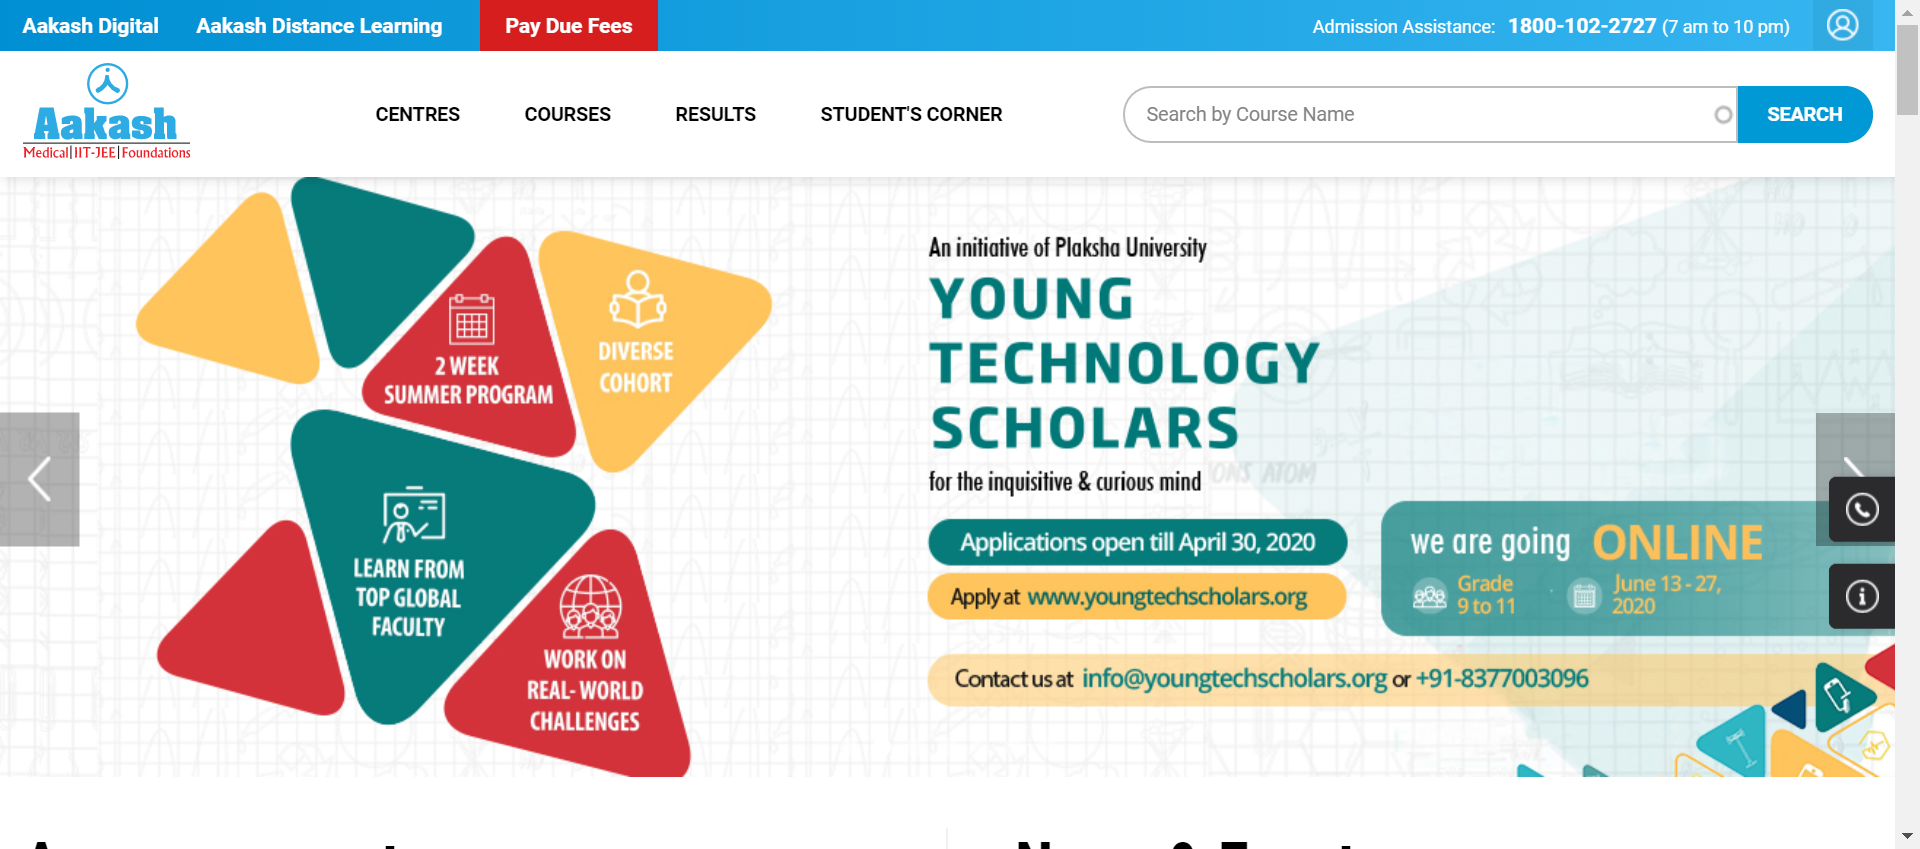 Aakash Digital Aakash Distance Learning Pay Due Fees Admission Assistance: 1800-102-2727 (7 am to 10 pm)
Aakash
Medical|IIT-JEE|Foundations
CENTRES COURSES RESULTS STUDENT'S CORNER Search by Course Name SEARCH
2 WEEK
SUMMER PROGRAM
DIVERSE
COHORT
LEARN FROM
TOP GLOBAL
FACULTY
WORK ON
REAL-WORLD
CHALLENGES
An initiative of Plaksha University
YOUNG
TECHNOLOGY
SCHOLARS
for the inquisitive & curious mind
Applications open till April 30, 2020
Apply at www.youngtechscholars.org
we are going ONLINE
Grade
9 to 11
June 13 - 27,
2020
Contact us at info@youngtechscholars.org or +91-8377003096